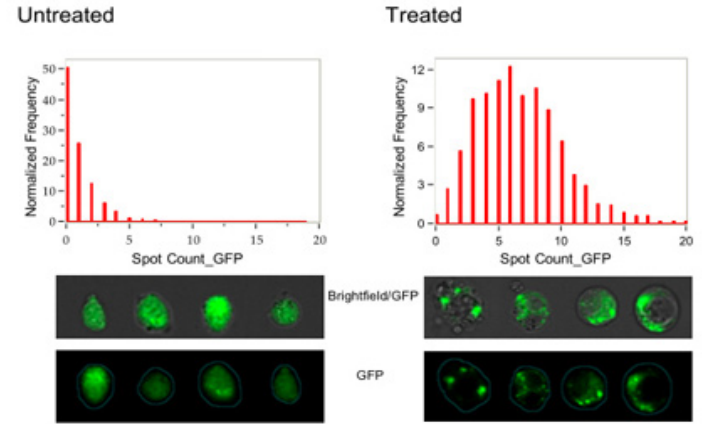 Untreated
Normalized Frequency
50
40
30
20
10
0
0 5 10 15 20
Spot Count_GFP
Treated
Normalized Frequency
12
9
6
3
0
0 5 10 15 20
Spot Count_GFP
Brightfield/GFP
GFP